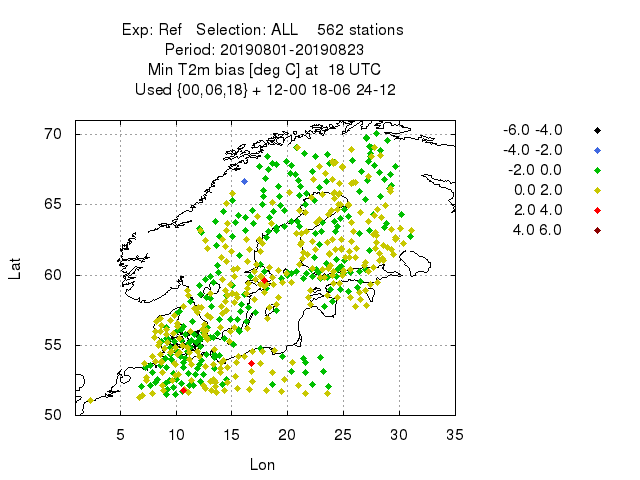 Exp: Ref   Selection: ALL    562 stations
Period: 20190801-20190823
Min T2m bias [deg C] at  18 UTC
Used {00,06,18} + 12-00 18-06 24-12
70
65
60
55
50
Lat
5 10 15 20 25 30 35
Lon
-6.0 -4.0
-4.0 -2.0
-2.0 0.0
0.0 2.0
2.0 4.0
4.0 6.0